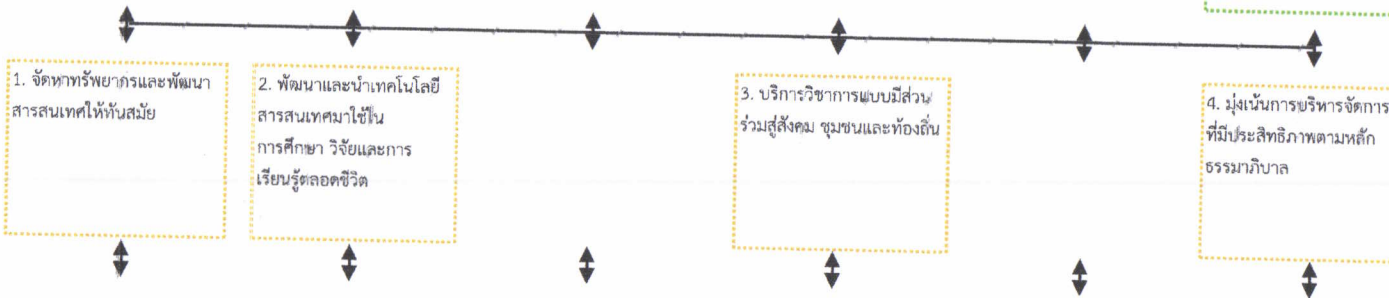 1. จัดหาทรัพยากรและพัฒนา
สารสนเทศให้ทันสมัย
2. พัฒนาและนำเทคโนโลยี
สารสนเทศมาใช้ใน
การศึกษา วิจัยและการ
เรียนรู้ตลอดชีวิต
3. บริการวิชาการแบบมีส่วน
ร่วมสู่สังคม ชุมชนและท้องถิ่น
4. มุ่งเน้นการบริหารจัดการ
ที่มีประสิทธิภาพตามหลัก
ธรรมาภิบาล